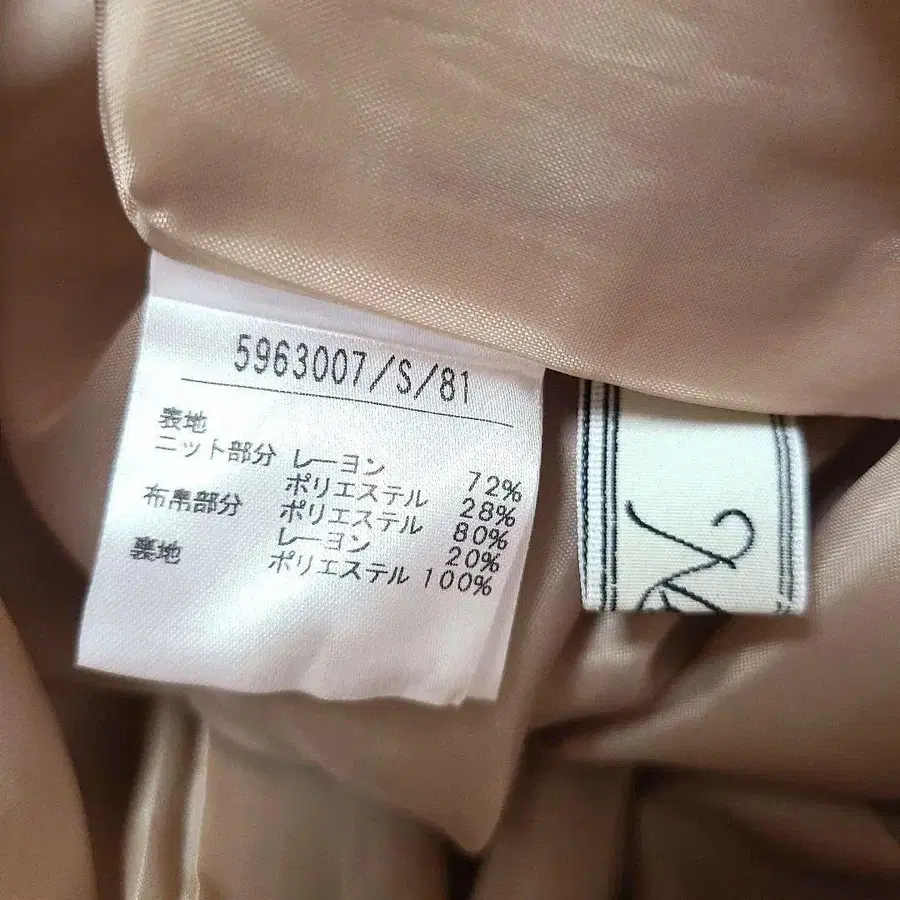 5963007/S/81
表地
ニット部分 レーヨン 72%
ポリエステル 28%
布帛部分 ポリエステル 80%
レーヨン 20%
裏地 ポリエステル 100%